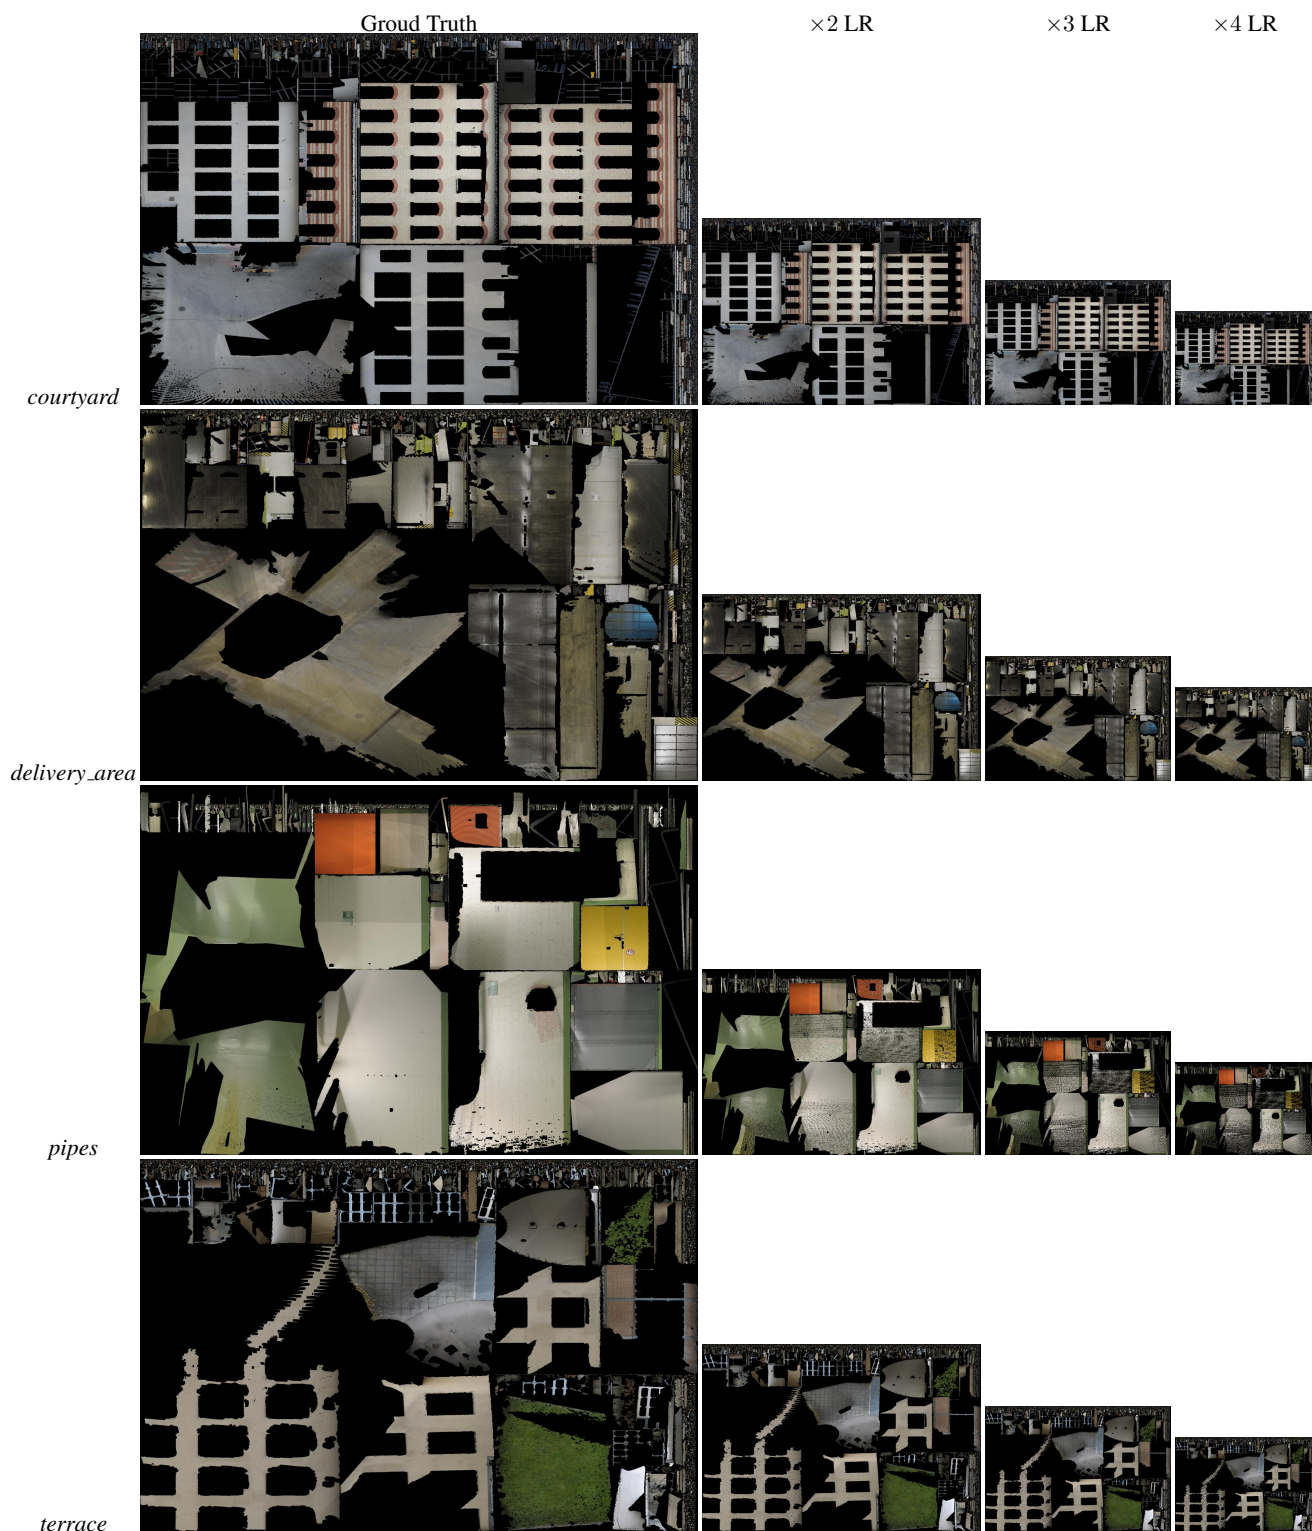 Groud Truth ×2 LR ×3 LR ×4 LR
courtyard
delivery_area
pipes
terrace